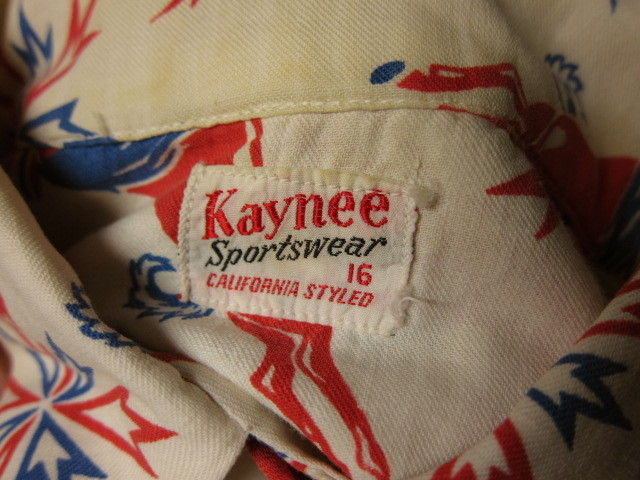 Kaynee
Sportswear
16
CALIFORNIA STYLED